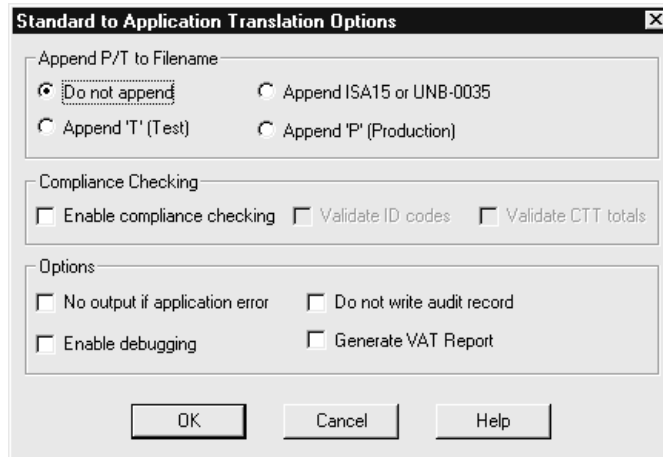 Standard to Application Translation Options
Append P/T to Filename
Do not append
Append ISA15 or UNB-0035
Append 'T' (Test)
Append 'P' (Production)
Compliance Checking
Enable compliance checking
Validate ID codes
Validate CTT totals
Options
No output if application error
Do not write audit record
Enable debugging
Generate VAT Report
OK
Cancel
Help